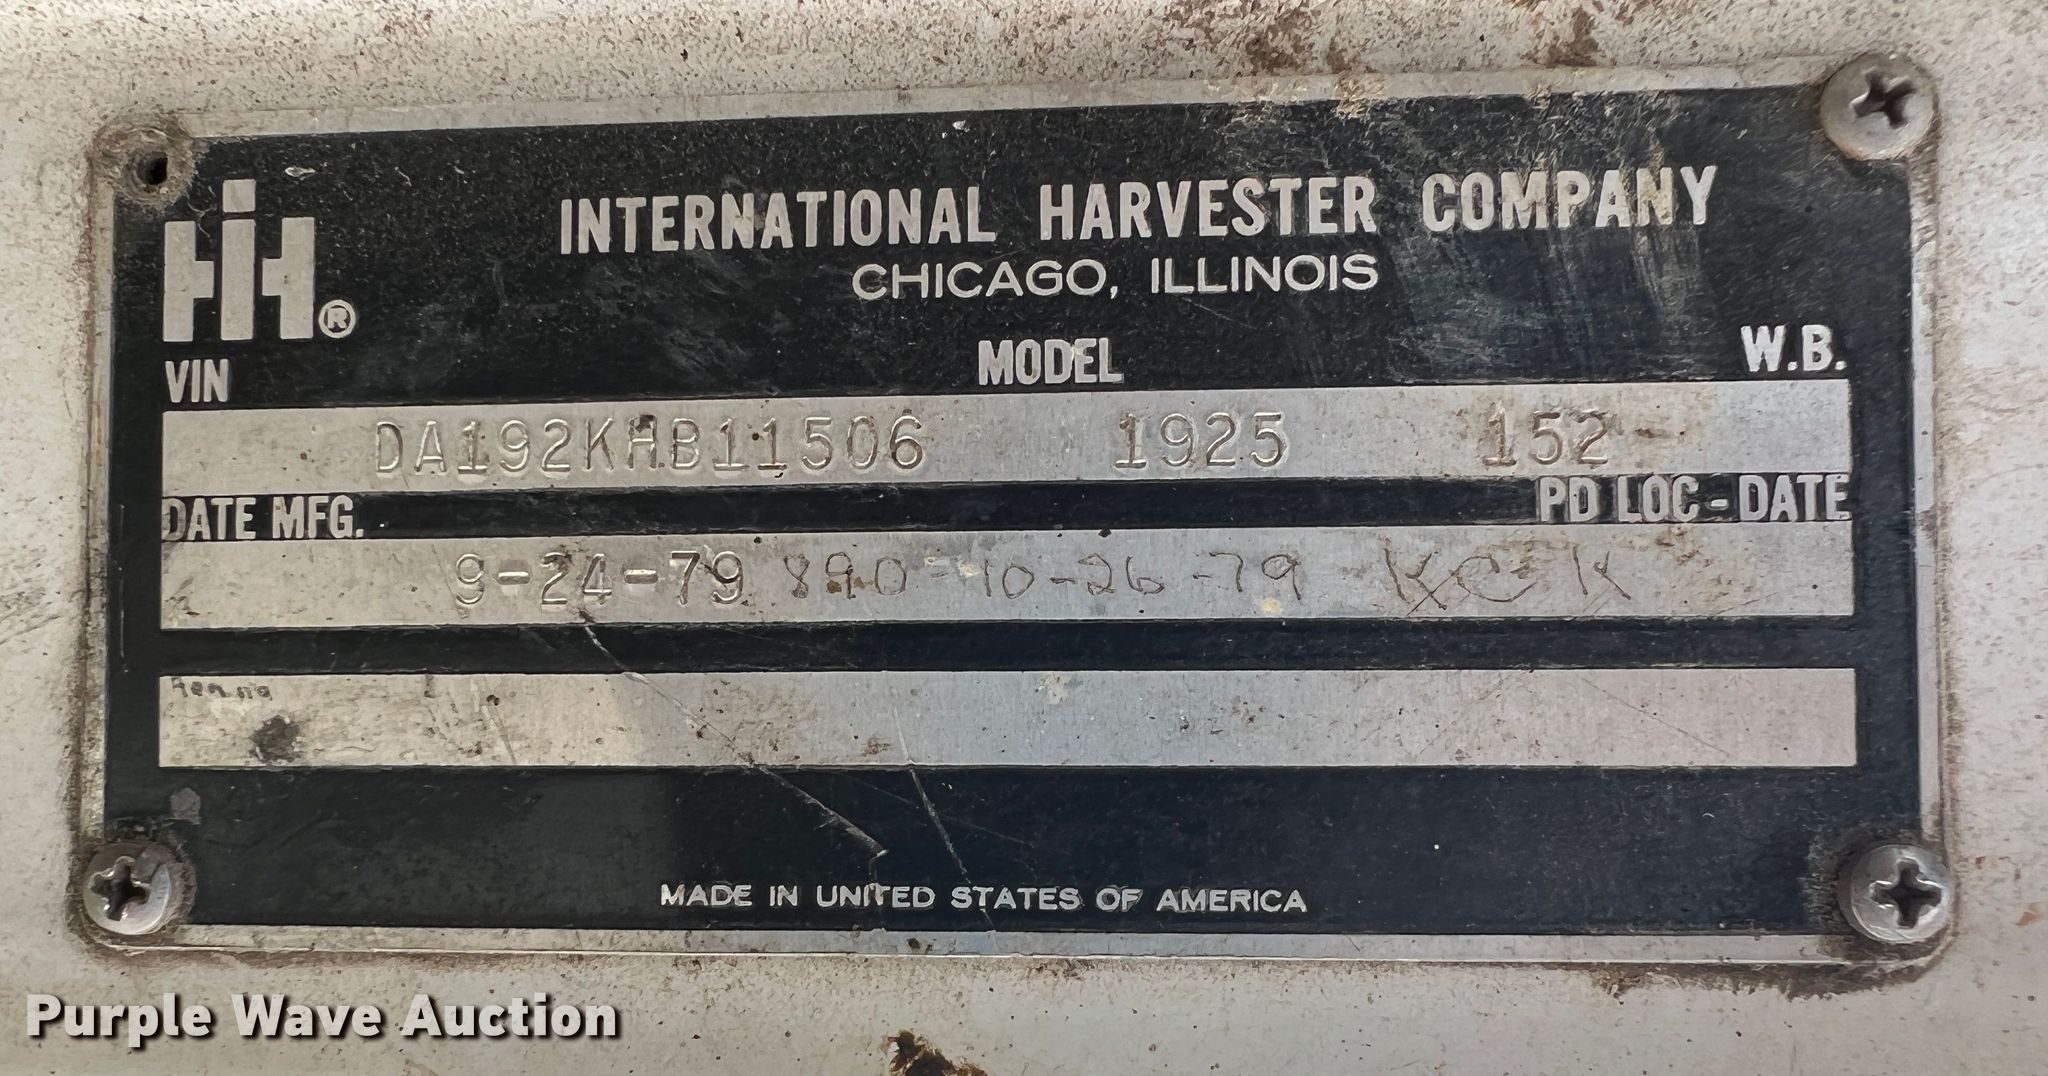 IH®
INTERNATIONAL HARVESTER COMPANY
CHICAGO, ILLINOIS
VIN MODEL W.B.
DA192KHB11506 1925 152
DATE MFG. PD LOC - DATE
9-24-79 890-10-26-79 KCK
MADE IN UNITED STATES OF AMERICA
Purple Wave Auction